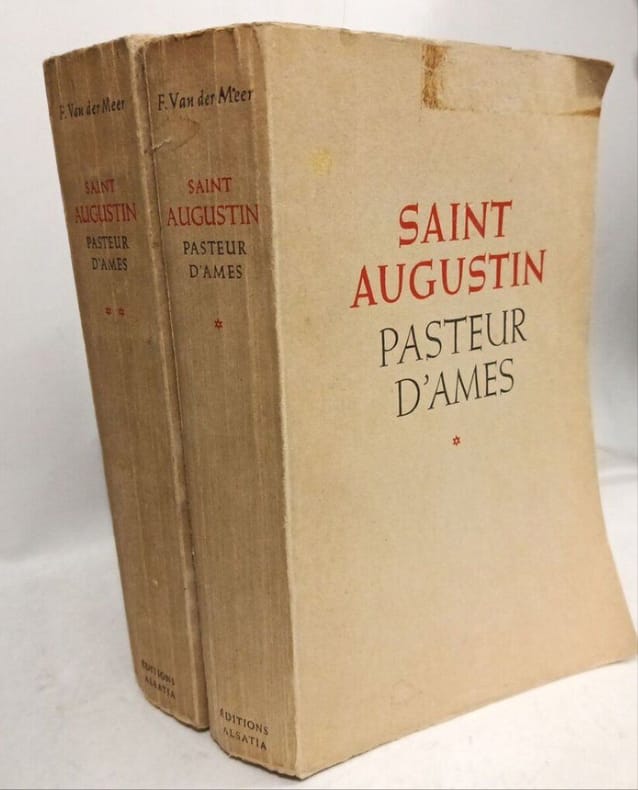 F. Van der Meer
SAINT
AUGUSTIN
PASTEUR
D'AMES
* *
EDITIONS
ALSATIA
F. Van der Meer
SAINT
AUGUSTIN
PASTEUR
D'AMES
*
EDITIONS
ALSATIA
SAINT
AUGUSTIN
PASTEUR
D'AMES
*